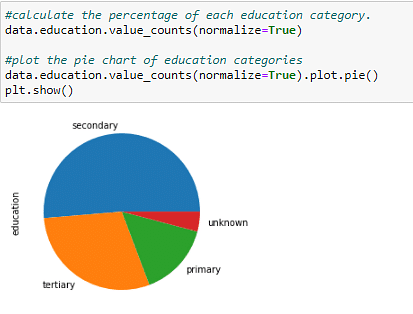 #calculate the percentage of each education category.
data.education.value_counts(normalize=True)
#plot the pie chart of education categories
data.education.value_counts(normalize=True).plot.pie()
plt.show()
secondary
education
unknown
primary
tertiary